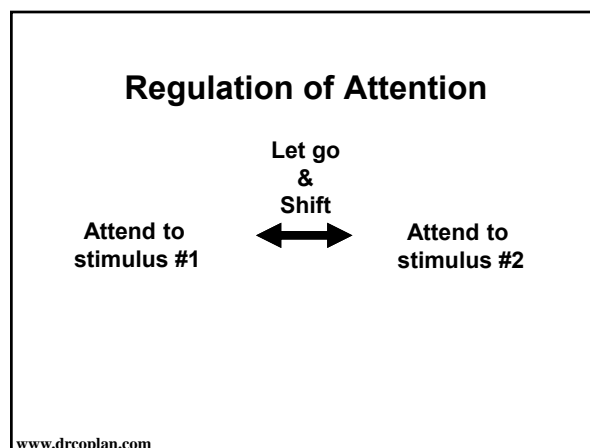 Regulation of Attention
Let go
&
Shift
Attend to
stimulus #1
Attend to
stimulus #2
www.drcoplan.com